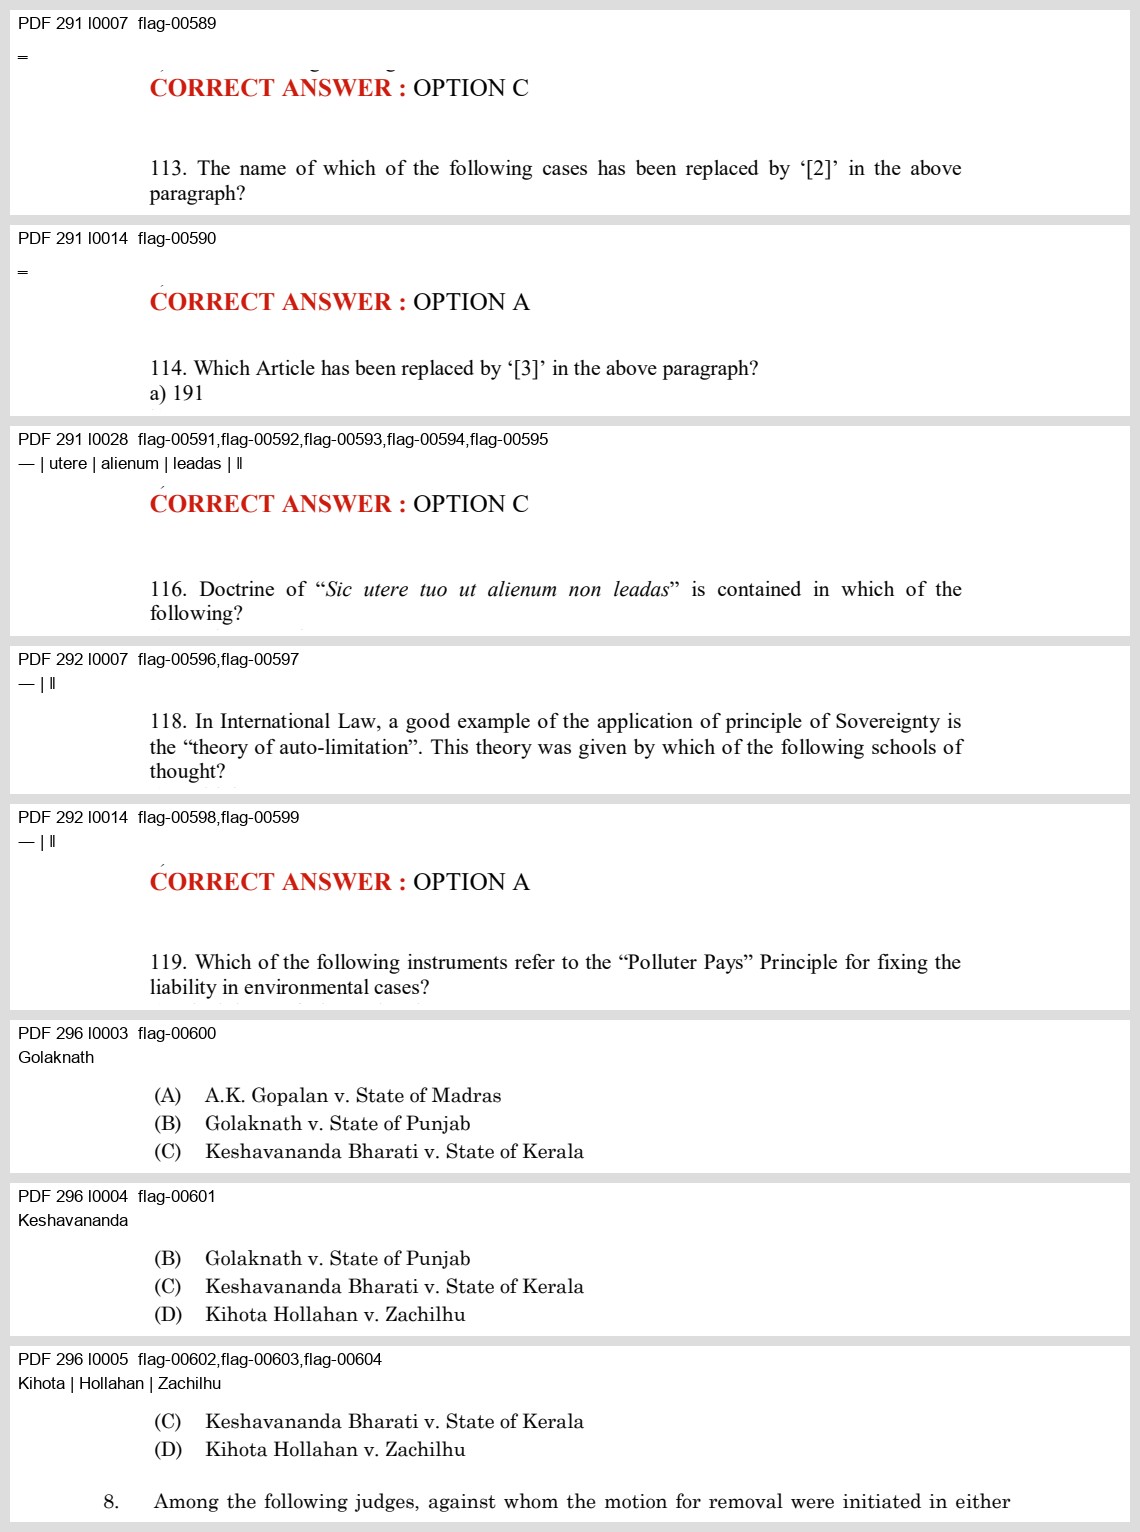 PDF 291 l0007 flag-00589
=
CORRECT ANSWER : OPTION C
113. The name of which of the following cases has been replaced by ‘[2]’ in the above
paragraph?
PDF 291 l0014 flag-00590
=
CORRECT ANSWER : OPTION A
114. Which Article has been replaced by ‘[3]’ in the above paragraph?
a) 191
PDF 291 l0028 flag-00591,flag-00592,flag-00593,flag-00594,flag-00595
— | utere | alienum | leadas | ‖
CORRECT ANSWER : OPTION C
116. Doctrine of “Sic utere tuo ut alienum non leadas” is contained in which of the
following?
PDF 292 l0007 flag-00596,flag-00597
— | ‖
118. In International Law, a good example of the application of principle of Sovereignty is
the “theory of auto-limitation”. This theory was given by which of the following schools of
thought?
PDF 292 l0014 flag-00598,flag-00599
— | ‖
CORRECT ANSWER : OPTION A
119. Which of the following instruments refer to the “Polluter Pays” Principle for fixing the
liability in environmental cases?
PDF 296 l0003 flag-00600
Golaknath
(A) A.K. Gopalan v. State of Madras
(B) Golaknath v. State of Punjab
(C) Keshavananda Bharati v. State of Kerala
PDF 296 l0004 flag-00601
Keshavananda
(B) Golaknath v. State of Punjab
(C) Keshavananda Bharati v. State of Kerala
(D) Kihota Hollahan v. Zachilhu
PDF 296 l0005 flag-00602,flag-00603,flag-00604
Kihota | Hollahan | Zachilhu
(C) Keshavananda Bharati v. State of Kerala
(D) Kihota Hollahan v. Zachilhu
8. Among the following judges, against whom the motion for removal were initiated in either